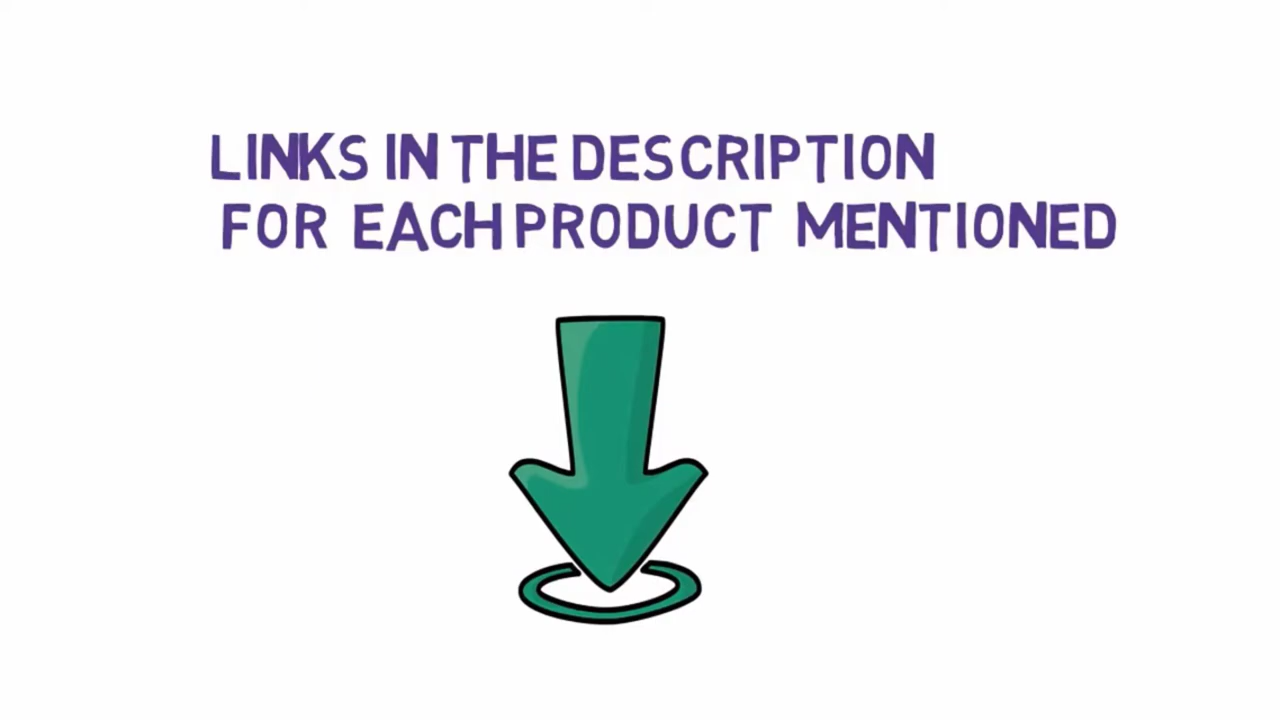 LINKS IN THE DESCRIPTION
FOR EACH PRODUCT MENTIONED